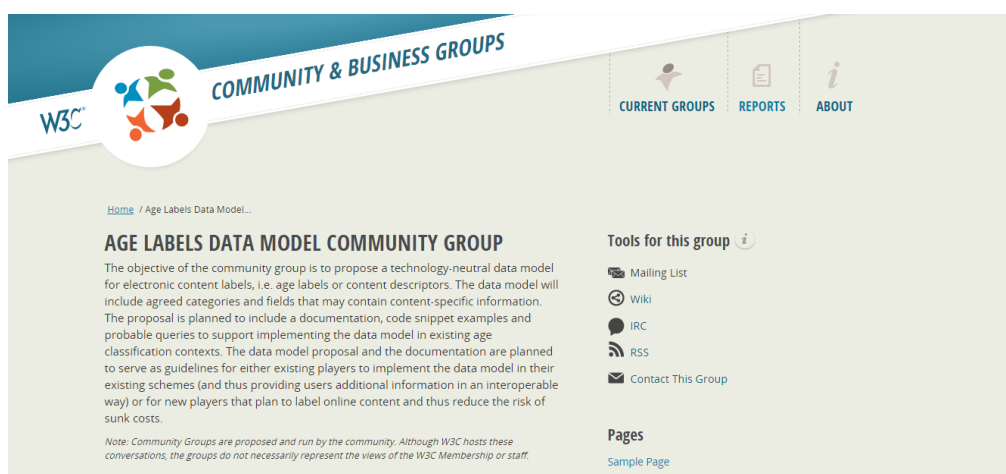 W3C®
COMMUNITY & BUSINESS GROUPS
CURRENT GROUPS
REPORTS
ABOUT
Home / Age Labels Data Model...
AGE LABELS DATA MODEL COMMUNITY GROUP
The objective of the community group is to propose a technology-neutral data model
for electronic content labels, i.e. age labels or content descriptors. The data model will
include agreed categories and fields that may contain content-specific information.
The proposal is planned to include a documentation, code snippet examples and
probable queries to support implementing the data model in existing age
classification contexts. The data model proposal and the documentation are planned
to serve as guidelines for either existing players to implement the data model in their
existing schemes (and thus providing users additional information in an interoperable
way) or for new players that plan to label online content and thus reduce the risk of
sunk costs.
Note: Community Groups are proposed and run by the community. Although W3C hosts these
conversations, the groups do not necessarily represent the views of the W3C Membership or staff.
Tools for this group i
Mailing List
Wiki
IRC
RSS
Contact This Group
Pages
Sample Page